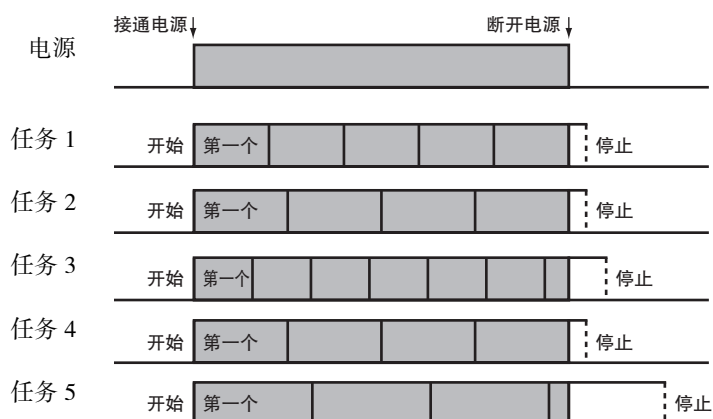 接通电源 断开电源
电源
任务 1 开始 第一个 停止
任务 2 开始 第一个 停止
任务 3 开始 第一个 停止
任务 4 开始 第一个 停止
任务 5 开始 第一个 停止